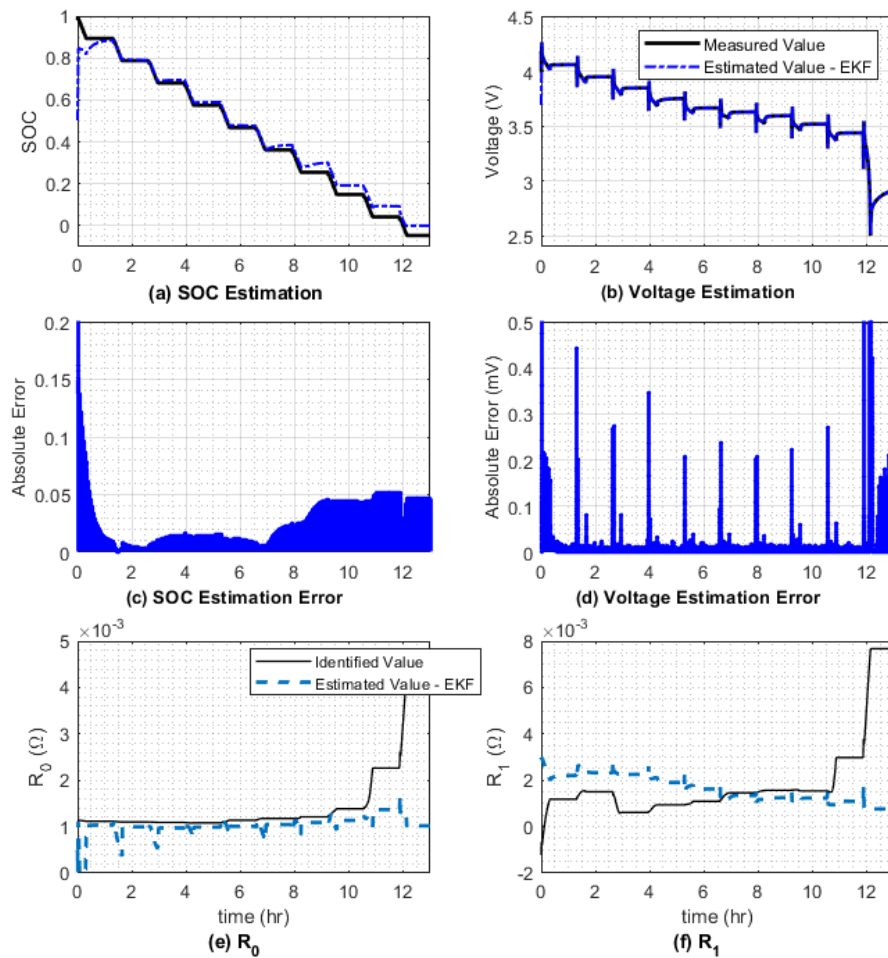 1
0.8
0.6
0.4
0.2
0
SOC
0 2 4 6 8 10 12
(a) SOC Estimation
4.5
4
3.5
3
2.5
Voltage (V)
Measured Value
Estimated Value - EKF
0 2 4 6 8 10 12
(b) Voltage Estimation
0.2
0.15
0.1
0.05
0
Absolute Error
0 2 4 6 8 10 12
(c) SOC Estimation Error
0.5
0.4
0.3
0.2
0.1
0
Absolute Error (mV)
0 2 4 6 8 10 12
(d) Voltage Estimation Error
×10⁻³
5
4
3
2
1
0
R₀ (Ω)
Identified Value
Estimated Value - EKF
0 2 4 6 8 10 12
time (hr)
(e) R₀
×10⁻³
8
6
4
2
0
-2
R₁ (Ω)
0 2 4 6 8 10 12
time (hr)
(f) R₁